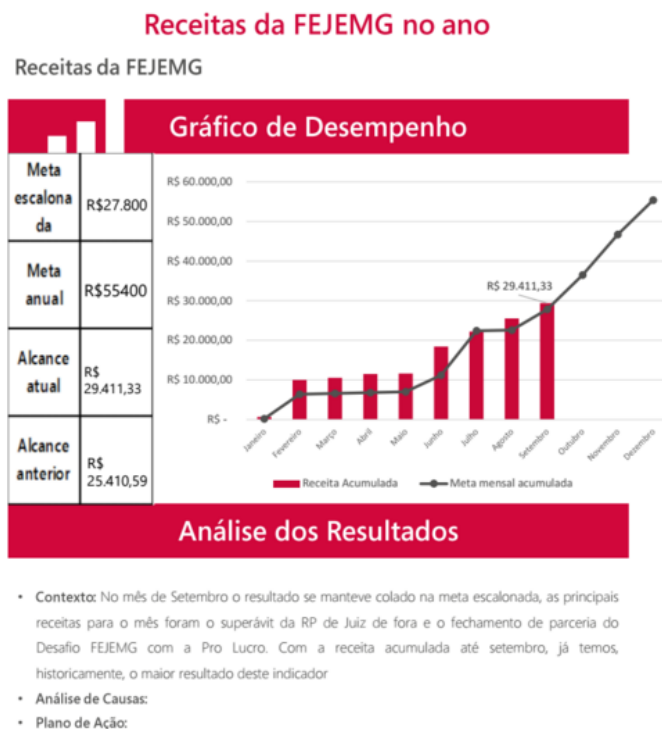 Receitas da FEJEMG no ano
Receitas da FEJEMG
Gráfico de Desempenho
Meta
escalona
da
R$27.800
Meta
anual
R$55400
Alcance
atual
R$
29.411,33
Alcance
anterior
R$
25.410,59
R$ 60.000,00
R$ 50.000,00
R$ 40.000,00
R$ 30.000,00
R$ 20.000,00
R$ 10.000,00
R$ -
R$ 29.411,33
Janeiro
Fevereiro
Março
Abril
Maio
Junho
Julho
Agosto
Setembro
Outubro
Novembro
Dezembro
Receita Acumulada
Meta mensal acumulada
Análise dos Resultados
• Contexto: No mês de Setembro o resultado se manteve colado na meta escalonada, as principais
receitas para o mês foram o superávit da RP de Juiz de fora e o fechamento de parceria do
Desafio FEJEMG com a Pro Lucro. Com a receita acumulada até setembro, já temos,
historicamente, o maior resultado deste indicador
• Análise de Causas:
• Plano de Ação: